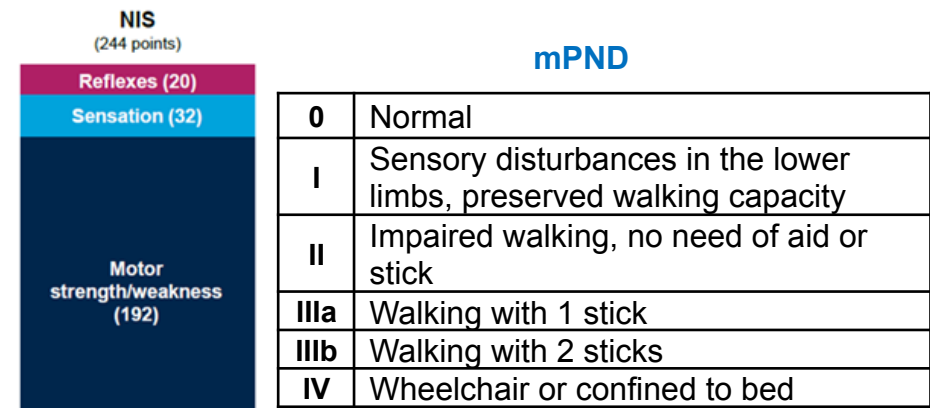 NIS
(244 points)
Reflexes (20)
Sensation (32)
Motor
strength/weakness
(192)
mPND
0 Normal
I Sensory disturbances in the lower
limbs, preserved walking capacity
II Impaired walking, no need of aid or
stick
IIIa Walking with 1 stick
IIIb Walking with 2 sticks
IV Wheelchair or confined to bed